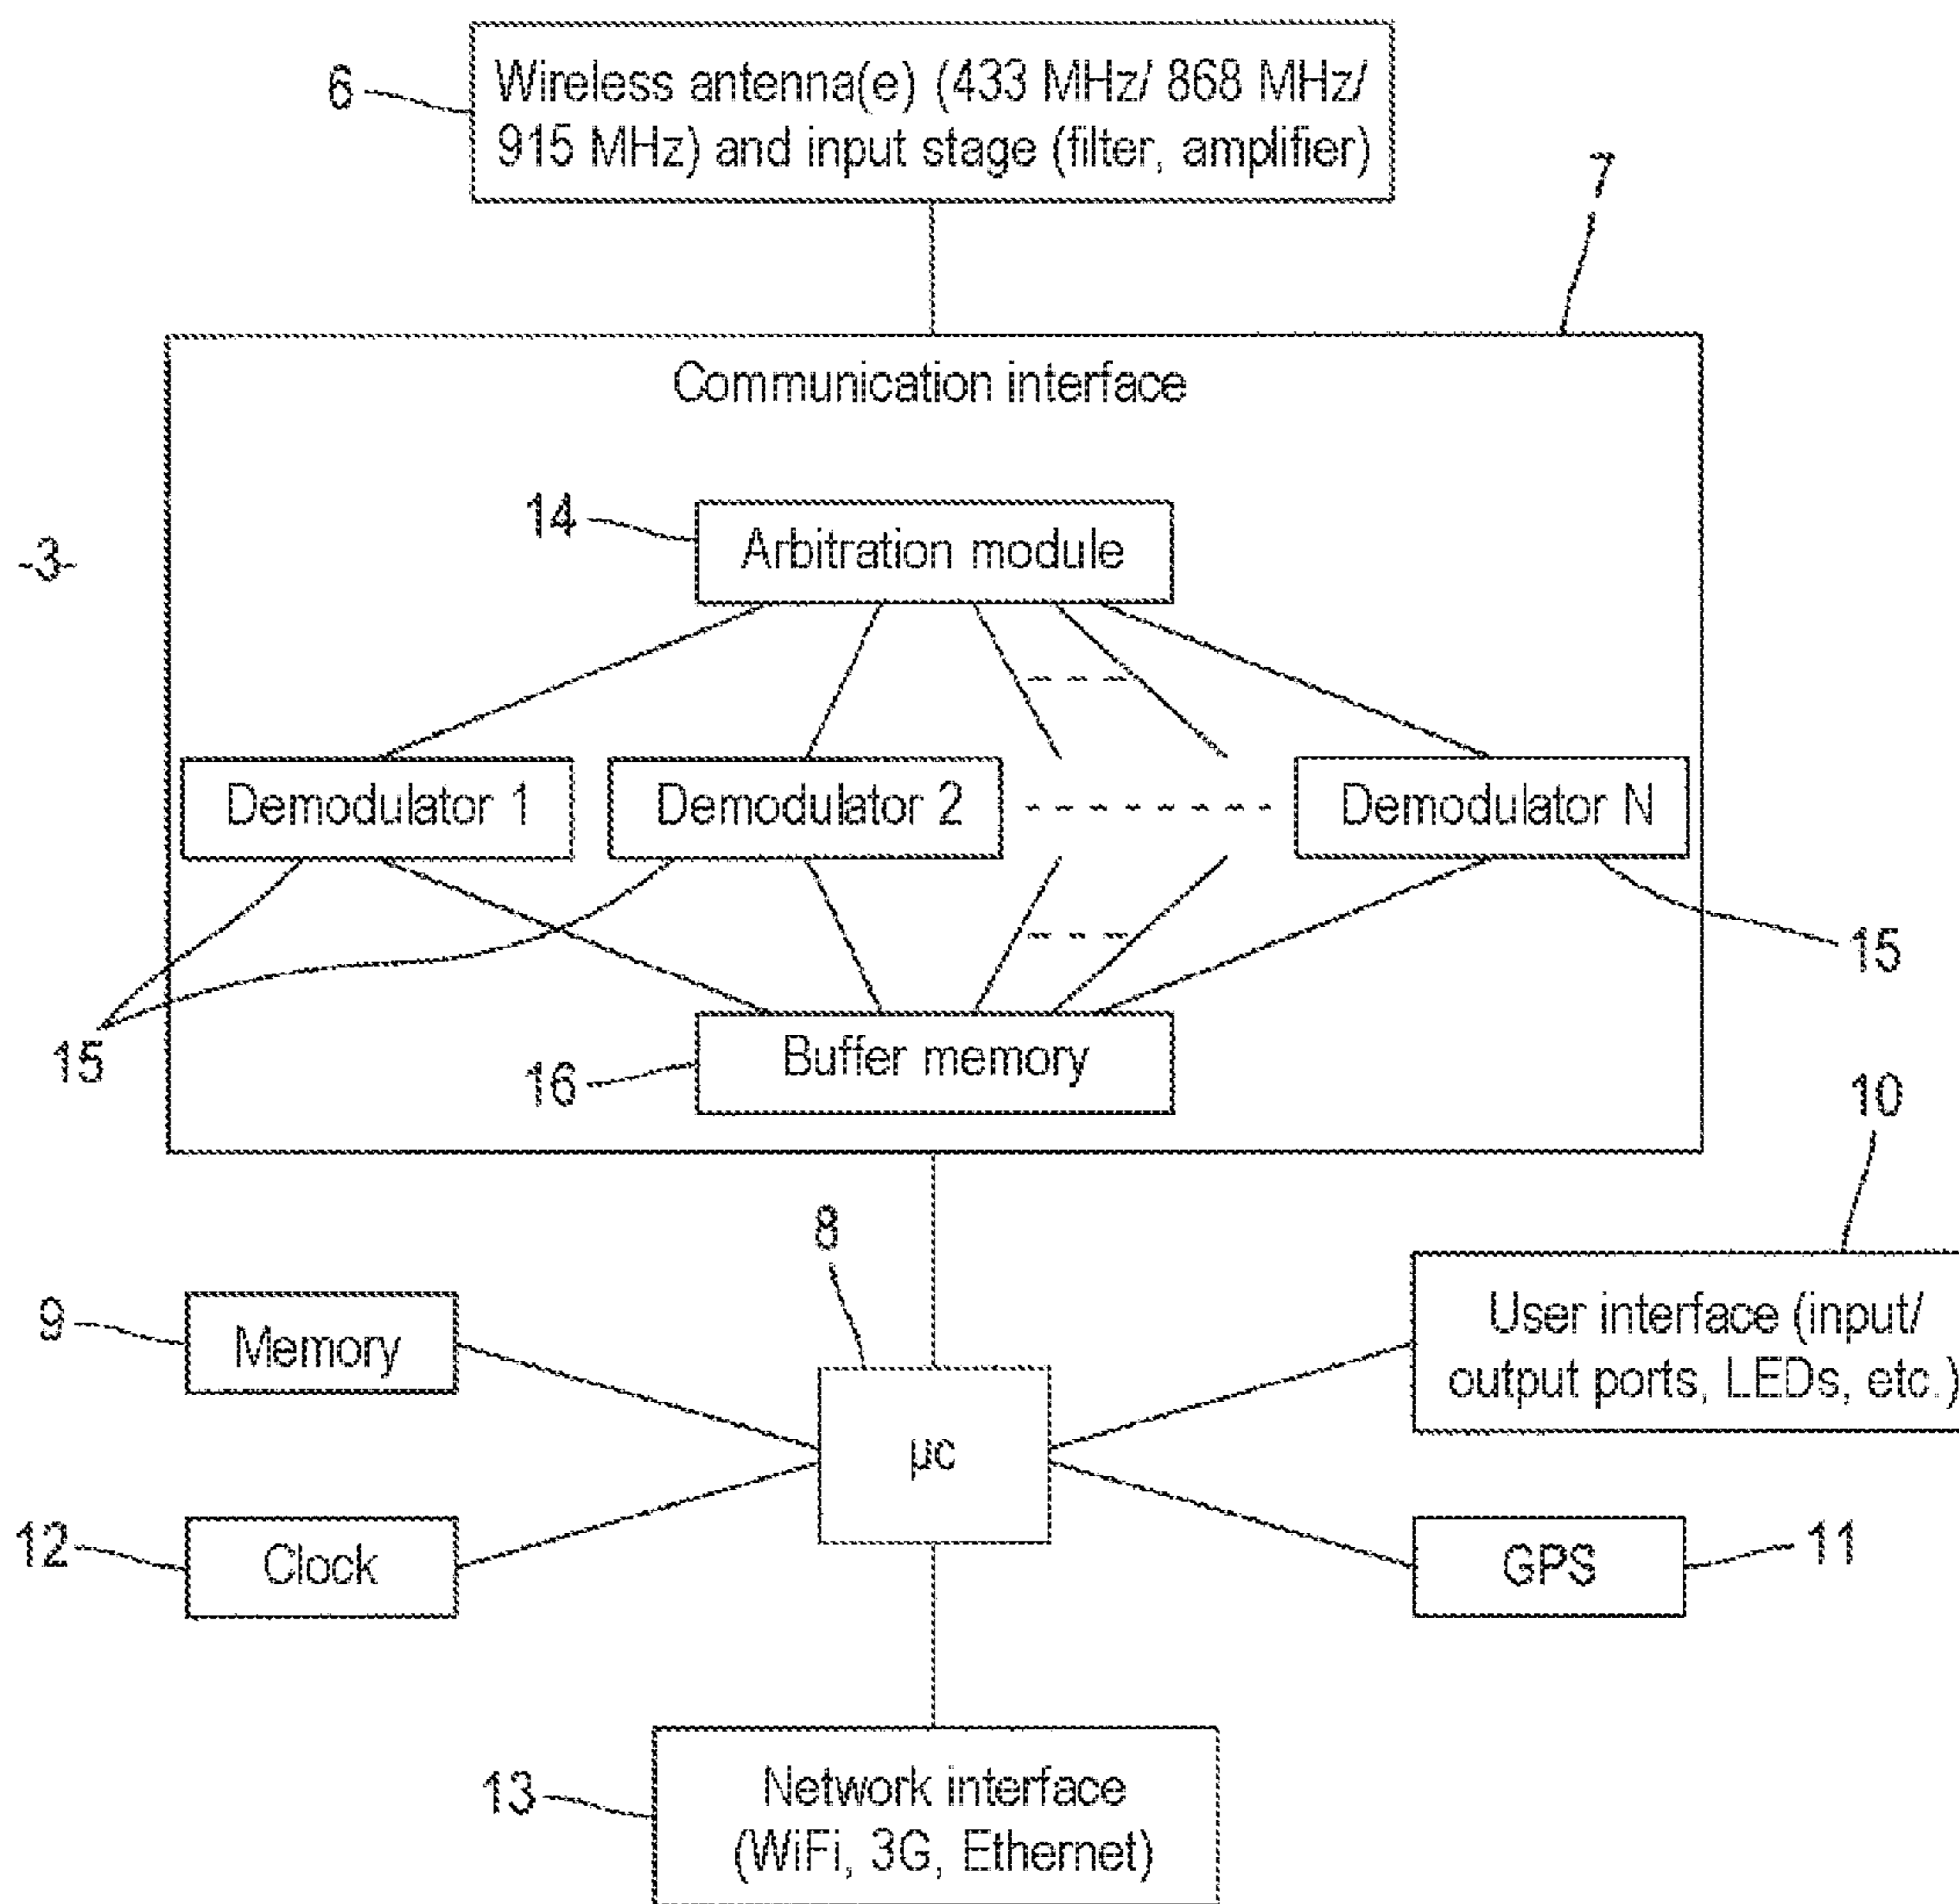 6
Wireless antenna(e) (433 MHz/ 868 MHz/
915 MHz) and input stage (filter, amplifier)
7
Communication interface
-3-
14
Arbitration module
Demodulator 1
Demodulator 2
Demodulator N
15
15
16
Buffer memory
10
8
9
Memory
User interface (input/
output ports, LEDs, etc.)
µc
12
Clock
GPS
11
13
Network interface
(WiFi, 3G, Ethernet)